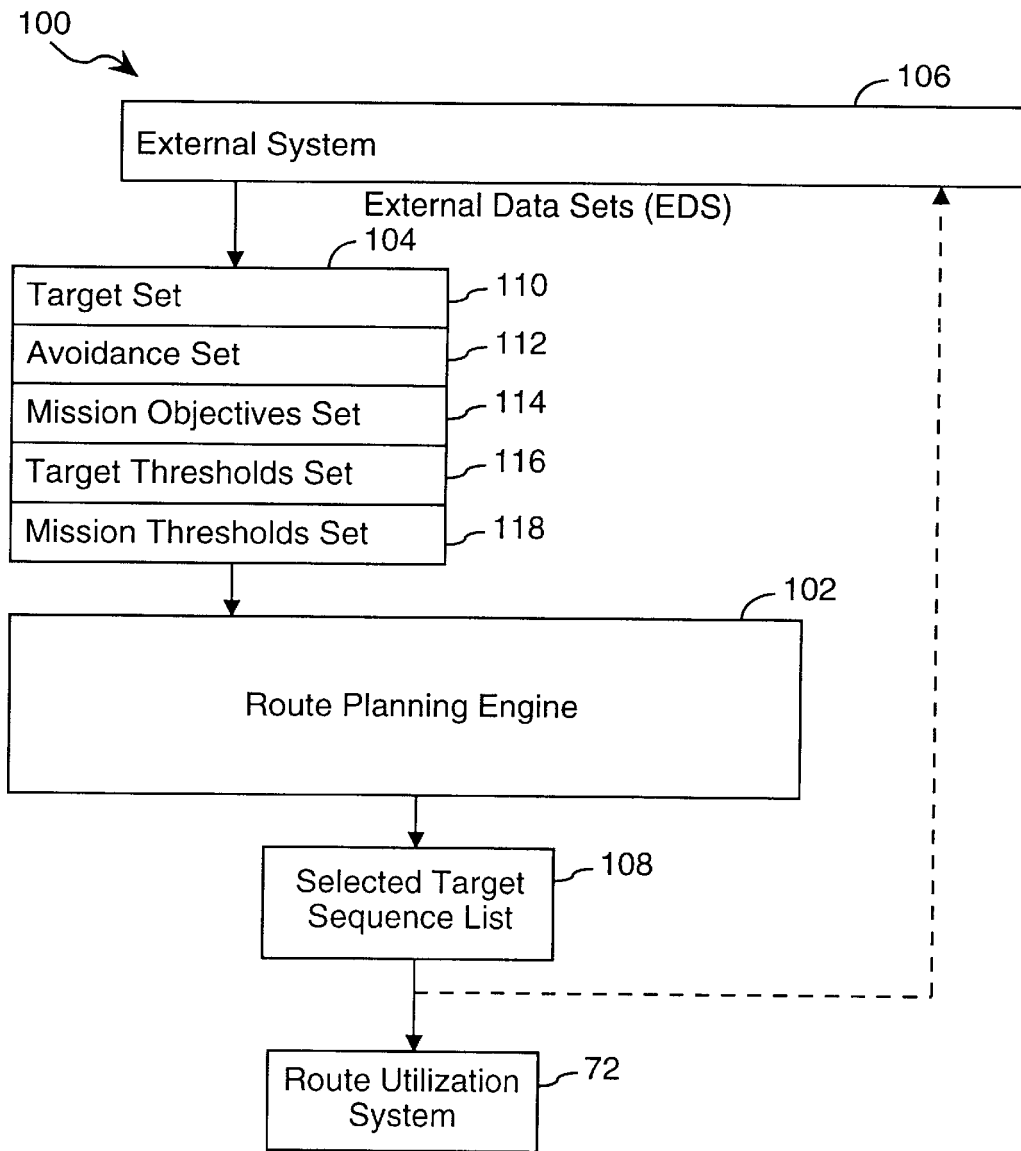 100
106
External System
External Data Sets (EDS)
104
Target Set
110
Avoidance Set
112
Mission Objectives Set
114
Target Thresholds Set
116
Mission Thresholds Set
118
102
Route Planning Engine
108
Selected Target
Sequence List
72
Route Utilization
System